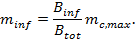 m_inf = B_inf / B_tot m_c,max.